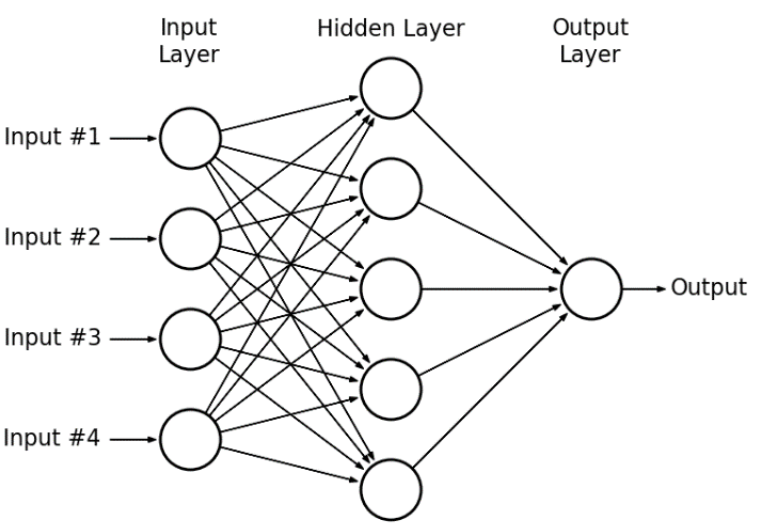 Input
Layer
Hidden Layer
Output
Layer
Input #1
Input #2
Input #3
Input #4
Output